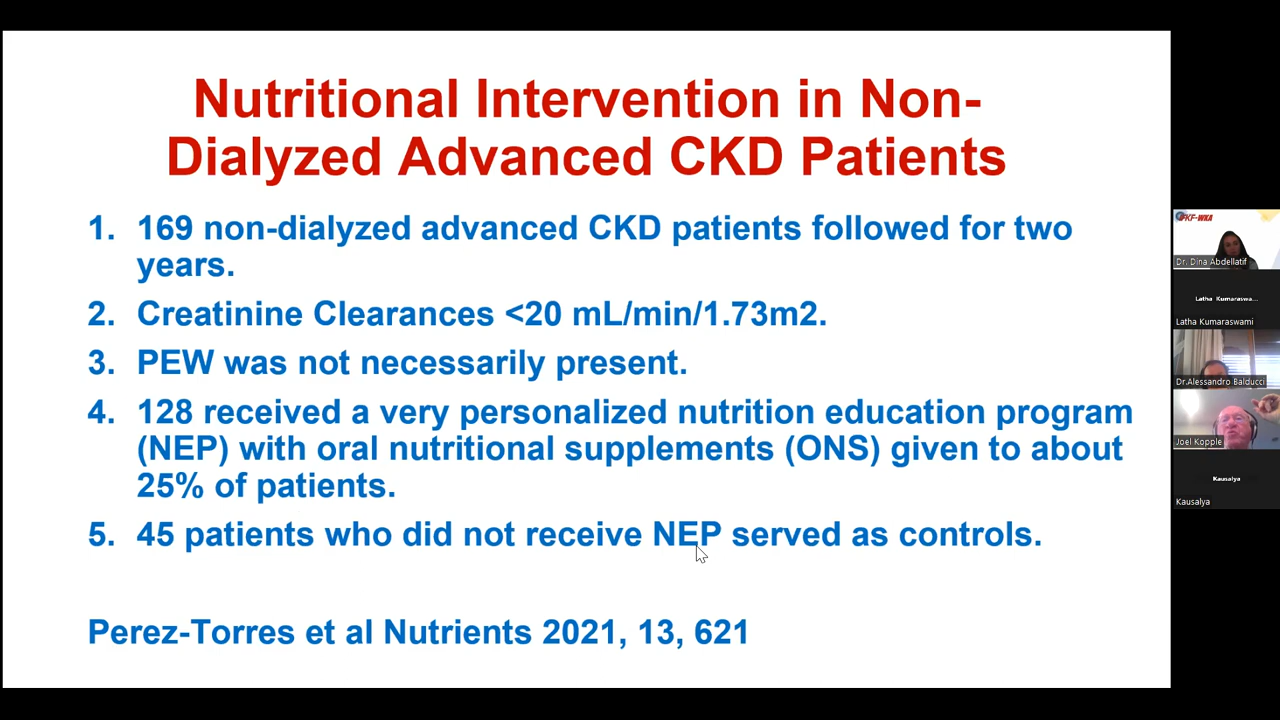 Nutritional Intervention in Non-
Dialyzed Advanced CKD Patients
1. 169 non-dialyzed advanced CKD patients followed for two
years.
2. Creatinine Clearances <20 mL/min/1.73m2.
3. PEW was not necessarily present.
4. 128 received a very personalized nutrition education program
(NEP) with oral nutritional supplements (ONS) given to about
25% of patients.
5. 45 patients who did not receive NEP served as controls.
Perez-Torres et al Nutrients 2021, 13, 621
Dr. Dina Abdellatif
Latha Kumaraswa...
Latha Kumaraswami
Dr.Alessandro Balducci
Joel Kopple
Kausalya
Kausalya